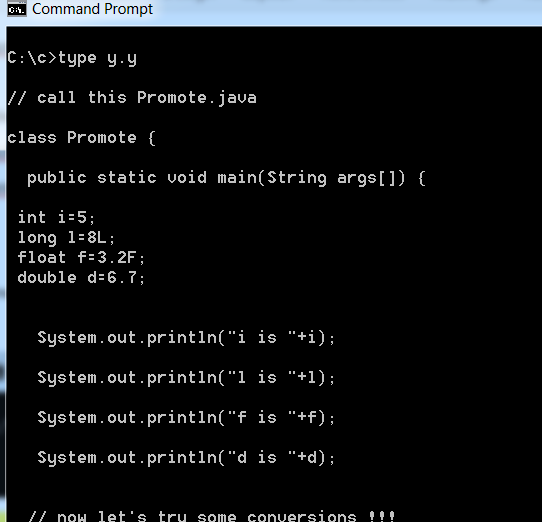 Command Prompt
C:\c>type y.y
// call this Promote.java
class Promote {
public static void main(String args[]) {
int i=5;
long l=8L;
float f=3.2F;
double d=6.7;
System.out.println("i is "+i);
System.out.println("l is "+l);
System.out.println("f is "+f);
System.out.println("d is "+d);
// now let's try some conversions !!!